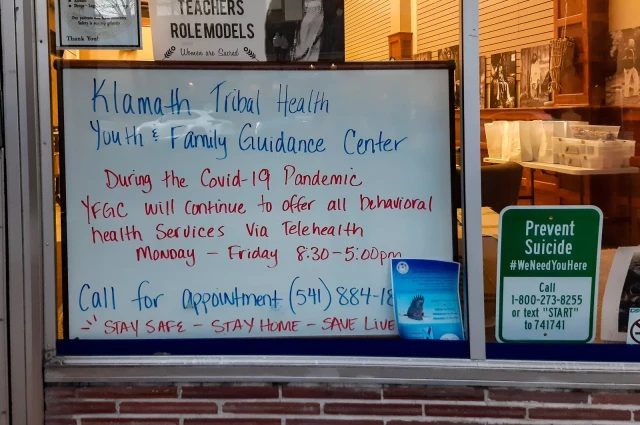 Thank You!
TEACHERS
ROLE MODELS
Women are Sacred
Klamath Tribal Health
Youth & Family Guidance Center
During the Covid-19 Pandemic
YFGC will continue to offer all behavioral
health Services Via Telehealth
Monday - Friday 8:30-5:00pm
Call for appointment (541) 884-18
STAY SAFE - STAY HOME - SAVE LIVE
Prevent
Suicide
#WeNeedYouHere
Call
1-800-273-8255
or text "START"
to 741741